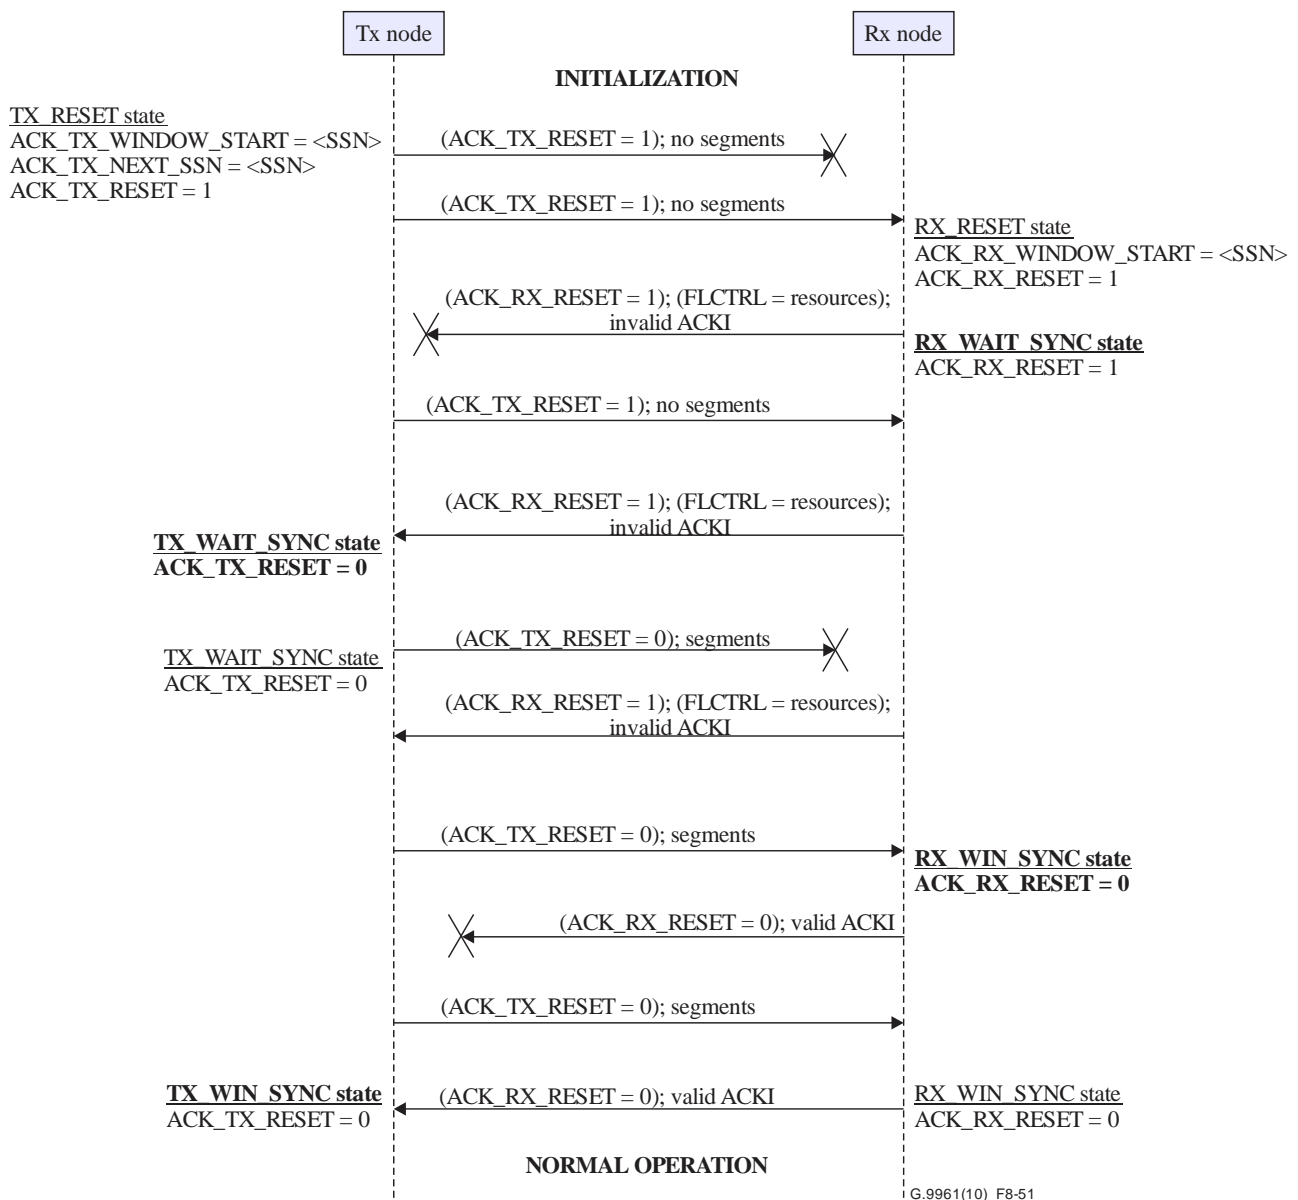 Tx node
Rx node
INITIALIZATION
TX_RESET state
ACK_TX_WINDOW_START = <SSN>
ACK_TX_NEXT_SSN = <SSN>
ACK_TX_RESET = 1
(ACK_TX_RESET = 1); no segments
(ACK_TX_RESET = 1); no segments
RX_RESET state
ACK_RX_WINDOW_START = <SSN>
ACK_RX_RESET = 1
(ACK_RX_RESET = 1); (FLCTRL = resources);
invalid ACKI
RX_WAIT_SYNC state
ACK_RX_RESET = 1
(ACK_TX_RESET = 1); no segments
(ACK_RX_RESET = 1); (FLCTRL = resources);
invalid ACKI
TX_WAIT_SYNC state
ACK_TX_RESET = 0
(ACK_TX_RESET = 0); segments
TX_WAIT_SYNC state
ACK_TX_RESET = 0
(ACK_RX_RESET = 1); (FLCTRL = resources);
invalid ACKI
(ACK_TX_RESET = 0); segments
RX_WIN_SYNC state
ACK_RX_RESET = 0
(ACK_RX_RESET = 0); valid ACKI
(ACK_TX_RESET = 0); segments
TX_WIN_SYNC state
ACK_TX_RESET = 0
(ACK_RX_RESET = 0); valid ACKI
RX_WIN_SYNC state
ACK_RX_RESET = 0
NORMAL OPERATION
G.9961(10)_F8-51